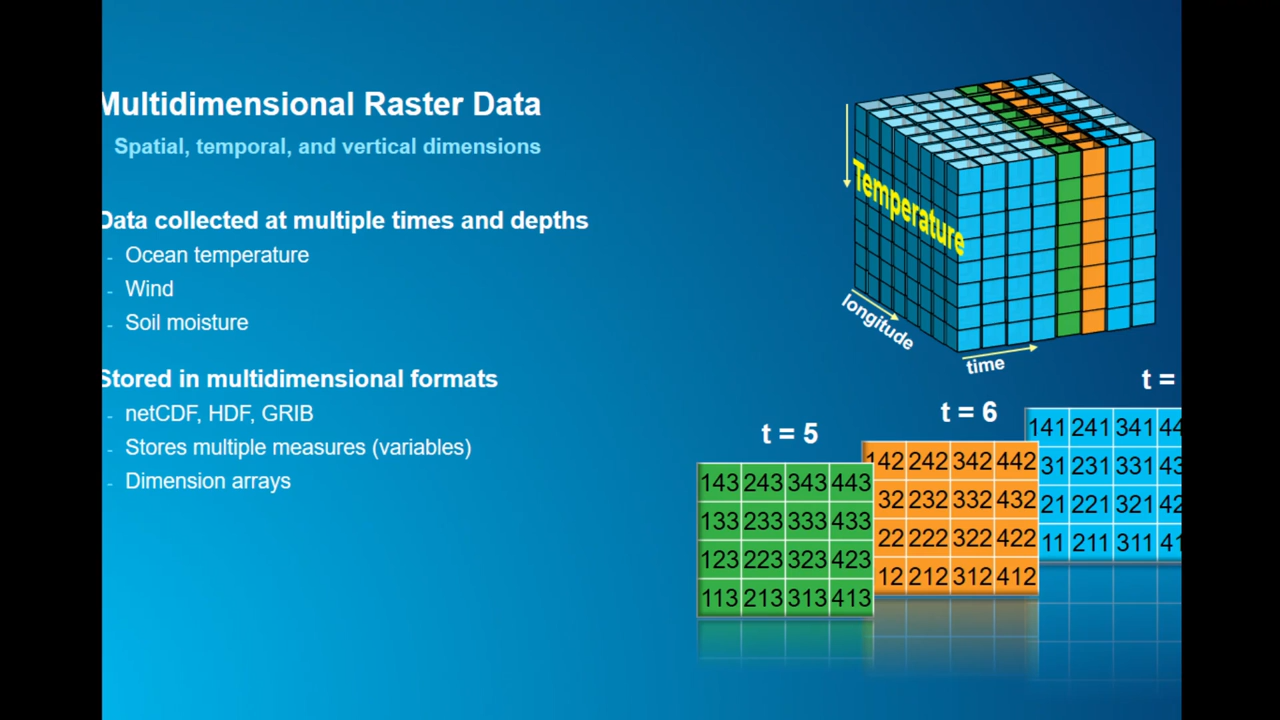 Multidimensional Raster Data
Spatial, temporal, and vertical dimensions
Data collected at multiple times and depths
- Ocean temperature
- Wind
- Soil moisture
Stored in multidimensional formats
- netCDF, HDF, GRIB
- Stores multiple measures (variables)
- Dimension arrays
Temperature
longitude
time
t = 5
143 243 343 443
133 233 333 433
123 223 323 423
113 213 313 413
t = 6
142 242 342 442
32 232 332 432
22 222 322 422
12 212 312 412
t =
141 241 341 44
31 231 331 43
21 221 321 42
11 211 311 41